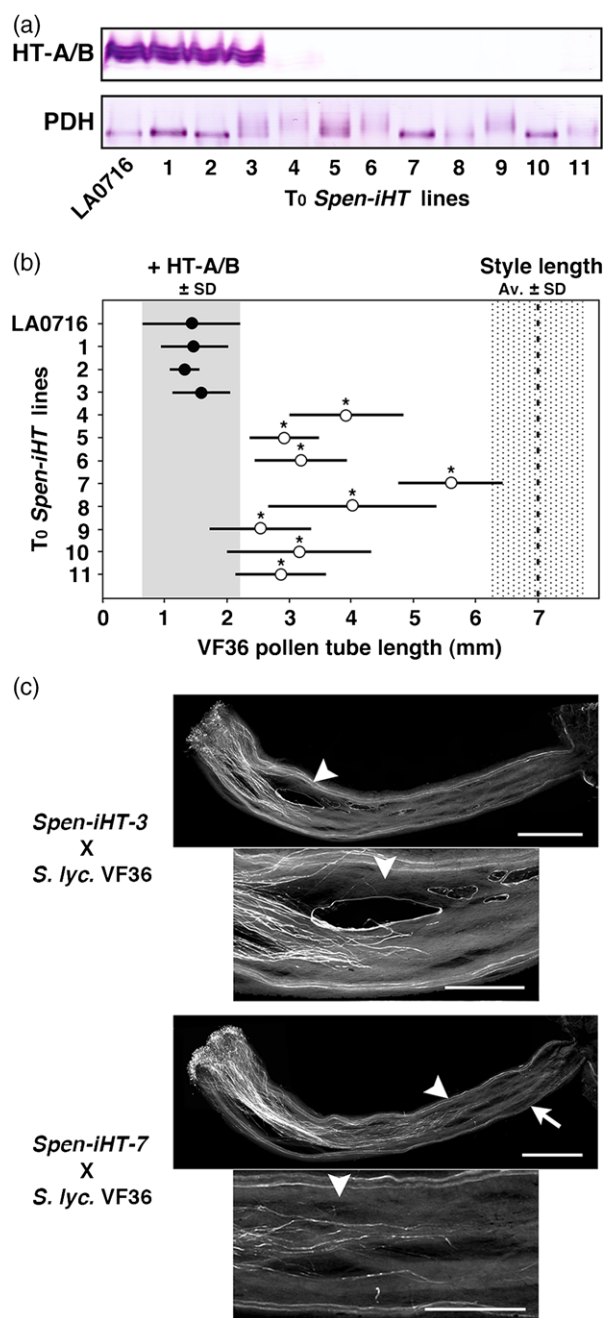 (a)
HT-A/B
PDH
LA0716 1 2 3 4 5 6 7 8 9 10 11
T0 Spen-iHT lines
(b)
+ HT-A/B
± SD
Style length
Av. ± SD
T0 Spen-iHT lines
LA0716
1
2
3
4
*
5
*
6
*
7
*
8
*
9
*
10
*
11
*
0 1 2 3 4 5 6 7 8
VF36 pollen tube length (mm)
(c)
Spen-iHT-3
X
S. lyc. VF36
Spen-iHT-7
X
S. lyc. VF36